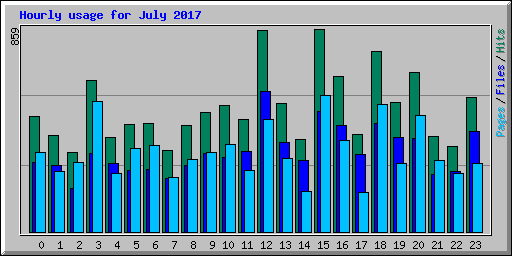 Hourly usage for July 2017
859
Pages / Files / Hits
0 1 2 3 4 5 6 7 8 9 10 11 12 13 14 15 16 17 18 19 20 21 22 23